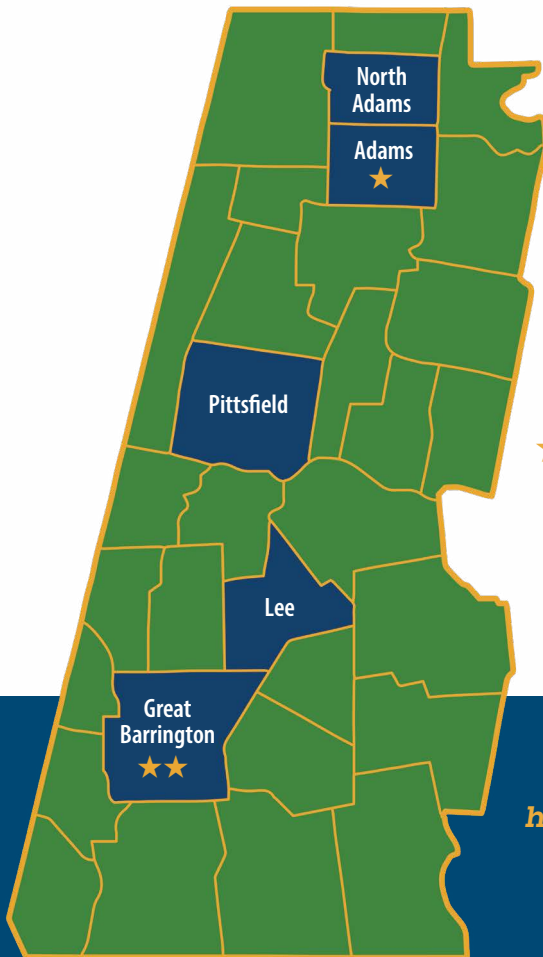 North
Adams
Adams
Pittsfield
Lee
Great
Barrington
h